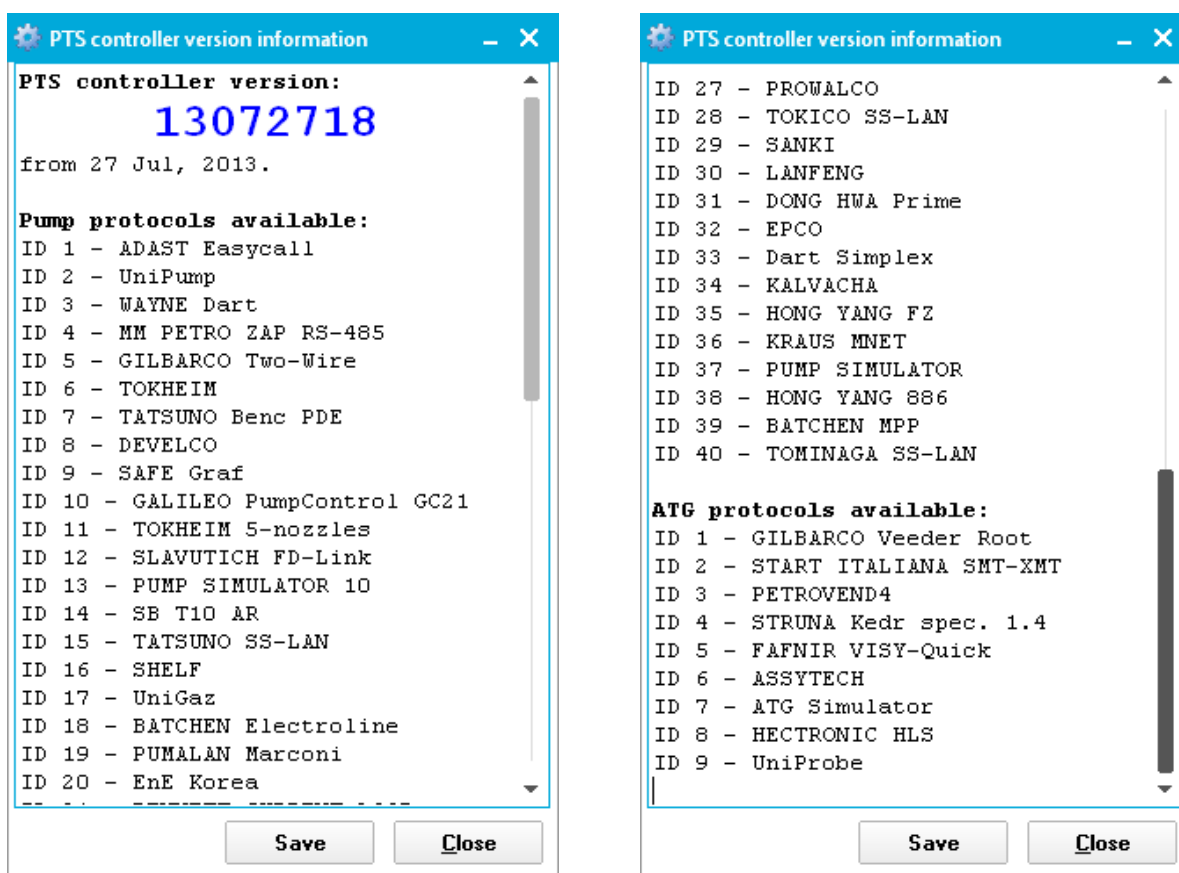 PTS controller version information
PTS controller version:
13072718
from 27 Jul, 2013.
Pump protocols available:
ID 1 - ADAST Easycall
ID 2 - UniPump
ID 3 - WAYNE Dart
ID 4 - MM PETRO ZAP RS-485
ID 5 - GILBARCO Two-Wire
ID 6 - TOKHEIM
ID 7 - TATSUNO Benc PDE
ID 8 - DEVELCO
ID 9 - SAFE Graf
ID 10 - GALILEO PumpControl GC21
ID 11 - TOKHEIM 5-nozzles
ID 12 - SLAVUTICH FD-Link
ID 13 - PUMP SIMULATOR 10
ID 14 - SB T10 AR
ID 15 - TATSUNO SS-LAN
ID 16 - SHELF
ID 17 - UniGaz
ID 18 - BATCHEN Electroline
ID 19 - PUMALAN Marconi
ID 20 - EnE Korea
Save Close
PTS controller version information
ID 27 - PROWALCO
ID 28 - TOKICO SS-LAN
ID 29 - SANKI
ID 30 - LANFENG
ID 31 - DONG HWA Prime
ID 32 - EPCO
ID 33 - Dart Simplex
ID 34 - KALVACHA
ID 35 - HONG YANG FZ
ID 36 - KRAUS MNET
ID 37 - PUMP SIMULATOR
ID 38 - HONG YANG 886
ID 39 - BATCHEN MPP
ID 40 - TOMINAGA SS-LAN
ATG protocols available:
ID 1 - GILBARCO Veeder Root
ID 2 - START ITALIANA SMT-XMT
ID 3 - PETROVEND4
ID 4 - STRUNA Kedr spec. 1.4
ID 5 - FAFNIR VISY-Quick
ID 6 - ASSYTECH
ID 7 - ATG Simulator
ID 8 - HECTRONIC HLS
ID 9 - UniProbe
Save Close